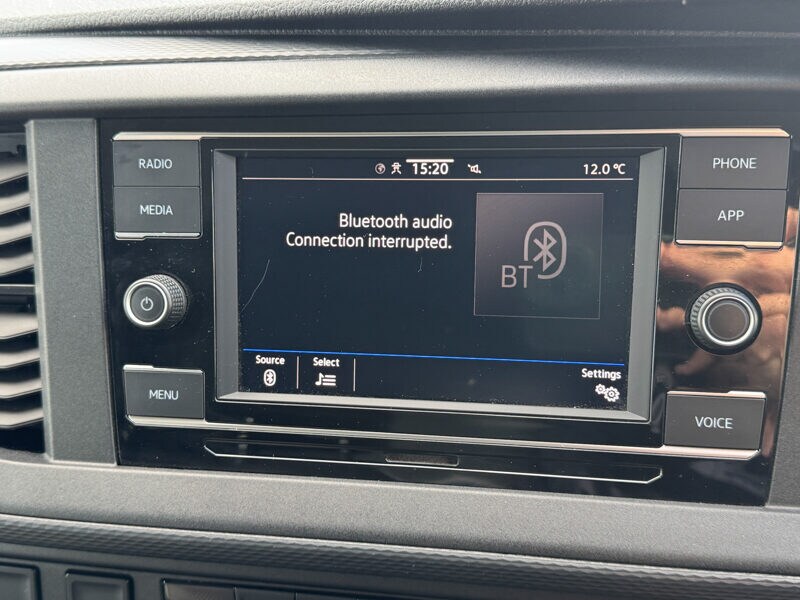 RADIO
MEDIA
MENU
15:20
12.0 °C
Bluetooth audio
Connection interrupted.
BT
Source
Select
Settings
PHONE
APP
VOICE